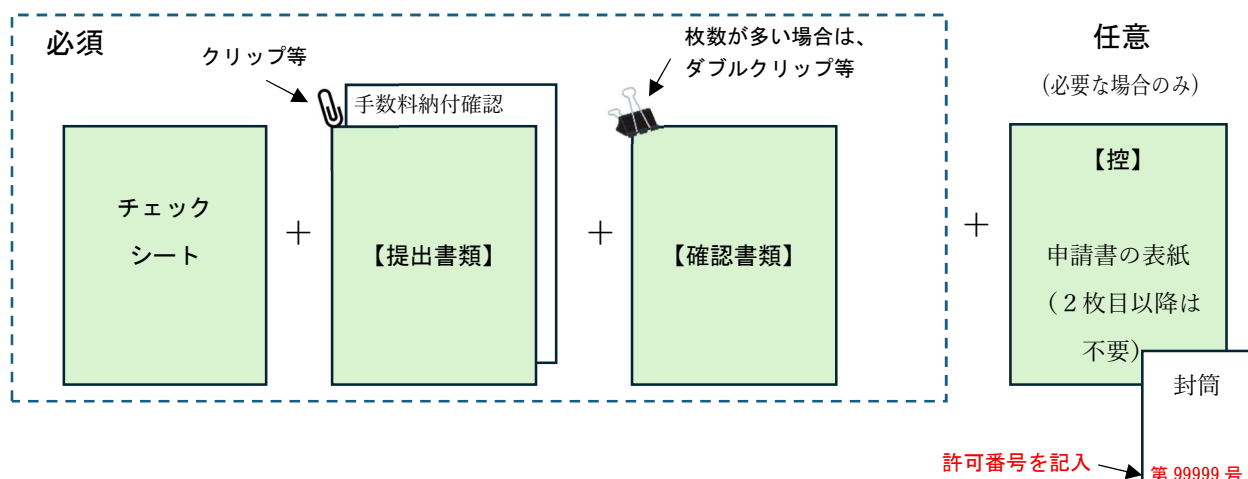 必須
クリップ等
枚数が多い場合は、
ダブルクリップ等
手数料納付確認
チェック
シート
+
【提出書類】
+
【確認書類】
+
任意
(必要な場合のみ)
【控】
申請書の表紙
(2枚目以降は
不要)
封筒
許可番号を記入
第 99999 号